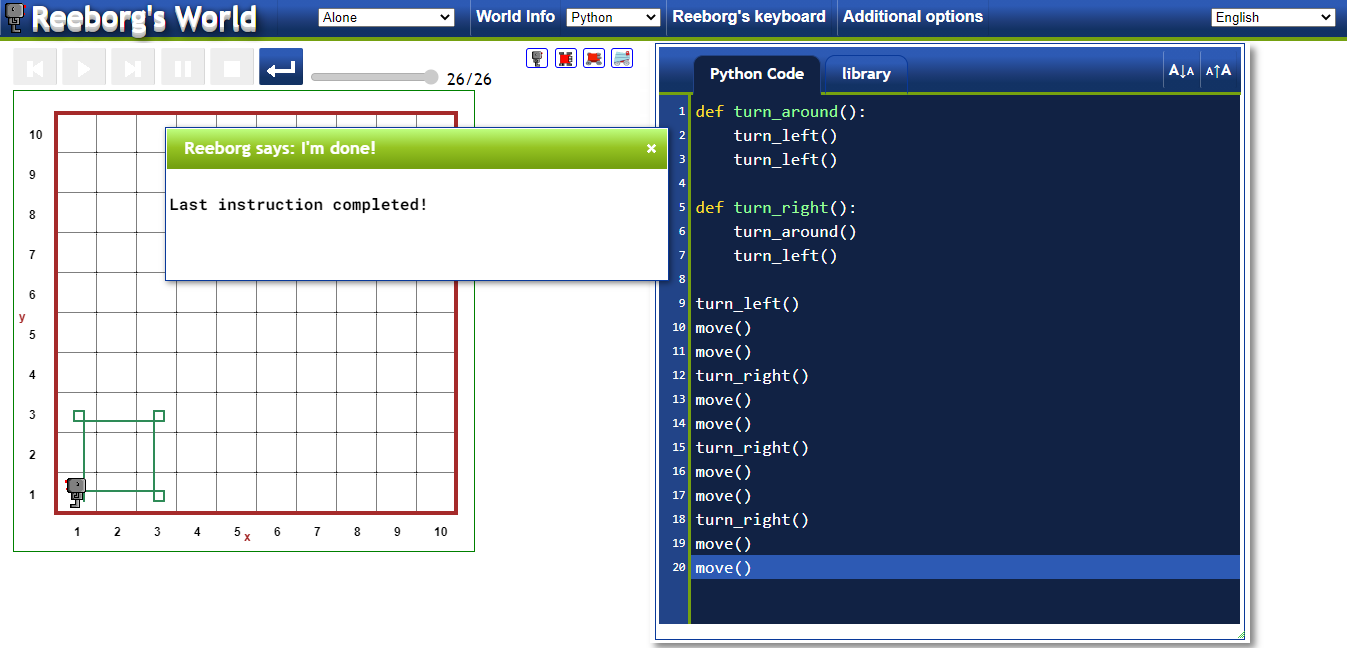 Reeborg's World
Alone
World Info
Python
Reeborg's keyboard
Additional options
English
26/26
Python Code
library
A↓A
A↑A
Reeborg says: I'm done!
×
Last instruction completed!
10
9
8
7
6
5
4
3
2
1
y
1 2 3 4 5 6 7 8 9 10
x
1 def turn_around():
2     turn_left()
3     turn_left()
4
5 def turn_right():
6     turn_around()
7     turn_left()
8
9 turn_left()
10 move()
11 move()
12 turn_right()
13 move()
14 move()
15 turn_right()
16 move()
17 move()
18 turn_right()
19 move()
20 move()